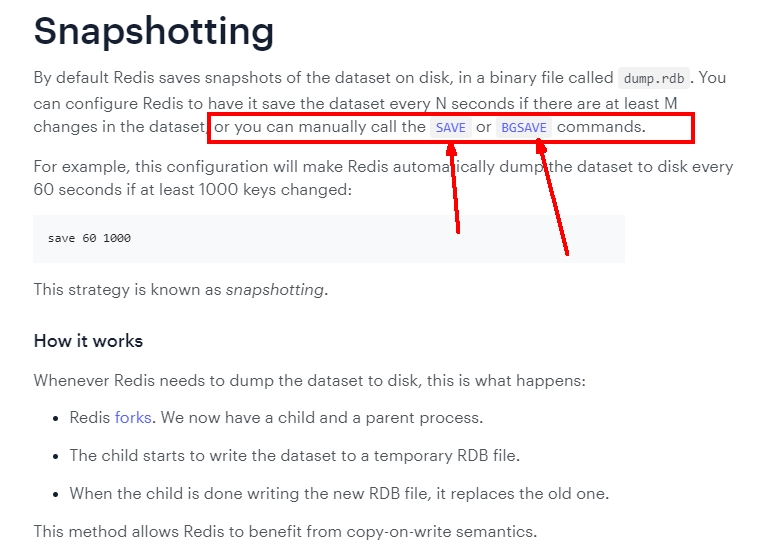 Snapshotting
By default Redis saves snapshots of the dataset on disk, in a binary file called dump.rdb . You
can configure Redis to have it save the dataset every N seconds if there are at least M
changes in the dataset, or you can manually call the SAVE or BGSAVE commands.
For example, this configuration will make Redis automatically dump the dataset to disk every
60 seconds if at least 1000 keys changed:
save 60 1000
This strategy is known as snapshotting.
How it works
Whenever Redis needs to dump the dataset to disk, this is what happens:
• Redis forks. We now have a child and a parent process.
• The child starts to write the dataset to a temporary RDB file.
• When the child is done writing the new RDB file, it replaces the old one.
This method allows Redis to benefit from copy-on-write semantics.